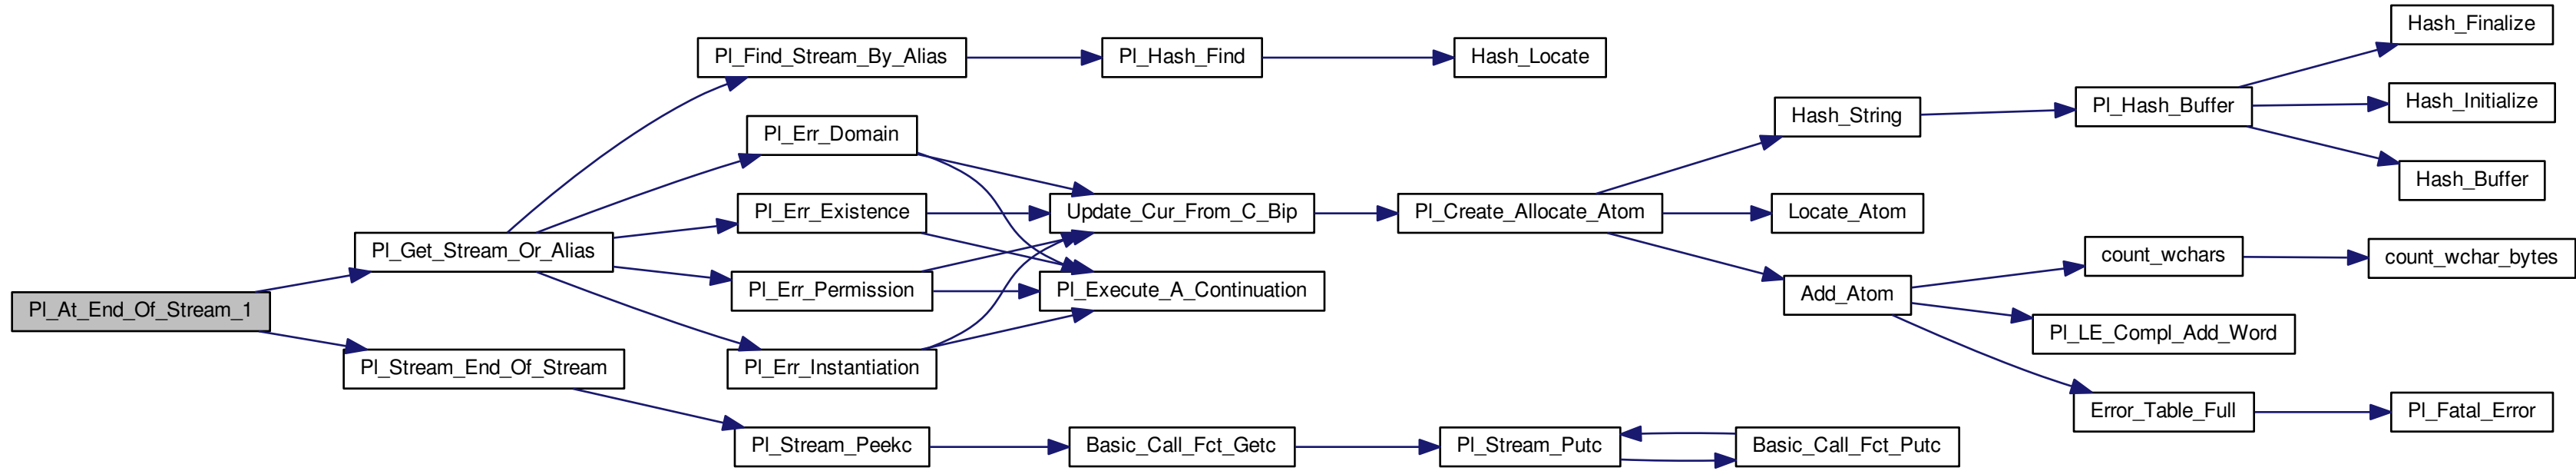 Pl_At_End_Of_Stream_1
Pl_Get_Stream_Or_Alias
Pl_Stream_End_Of_Stream
Pl_Find_Stream_By_Alias
Pl_Err_Domain
Pl_Err_Existence
Pl_Err_Permission
Pl_Err_Instantiation
Pl_Stream_Peekc
Pl_Hash_Find
Update_Cur_From_C_Bip
Pl_Execute_A_Continuation
Basic_Call_Fct_Getc
Hash_Locate
Pl_Create_Allocate_Atom
Pl_Stream_Putc
Hash_String
Locate_Atom
Add_Atom
Basic_Call_Fct_Putc
Pl_Hash_Buffer
count_wchars
Pl_LE_Compl_Add_Word
Error_Table_Full
Hash_Finalize
Hash_Initialize
Hash_Buffer
count_wchar_bytes
Pl_Fatal_Error